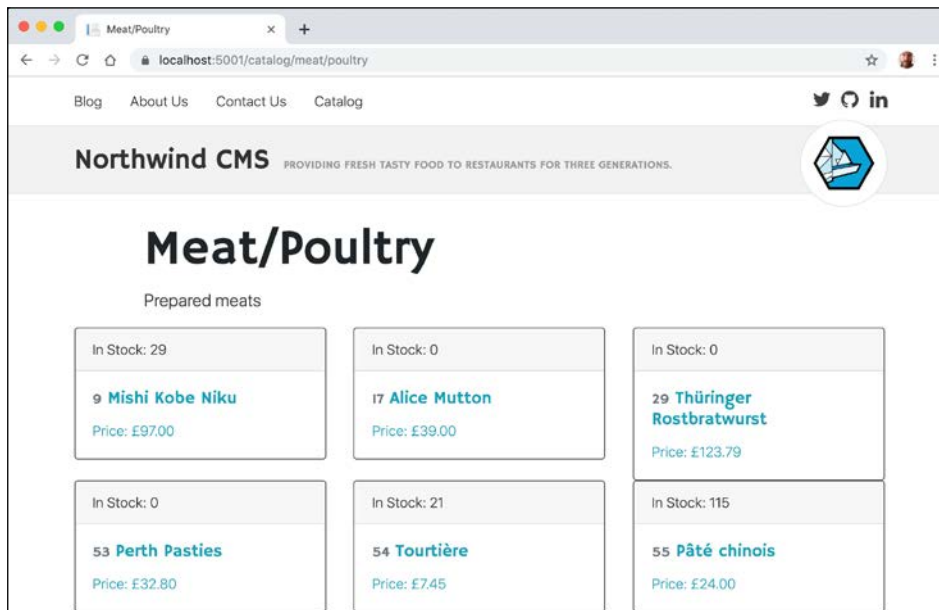 Meat/Poultry
localhost:5001/catalog/meat/poultry
Blog About Us Contact Us Catalog
Northwind CMS PROVIDING FRESH TASTY FOOD TO RESTAURANTS FOR THREE GENERATIONS.
Meat/Poultry
Prepared meats
In Stock: 29
9 Mishi Kobe Niku
Price: £97.00
In Stock: 0
17 Alice Mutton
Price: £39.00
In Stock: 0
29 Thüringer
Rostbratwurst
Price: £123.79
In Stock: 0
53 Perth Pasties
Price: £32.80
In Stock: 21
54 Tourtière
Price: £7.45
In Stock: 115
55 Pâté chinois
Price: £24.00